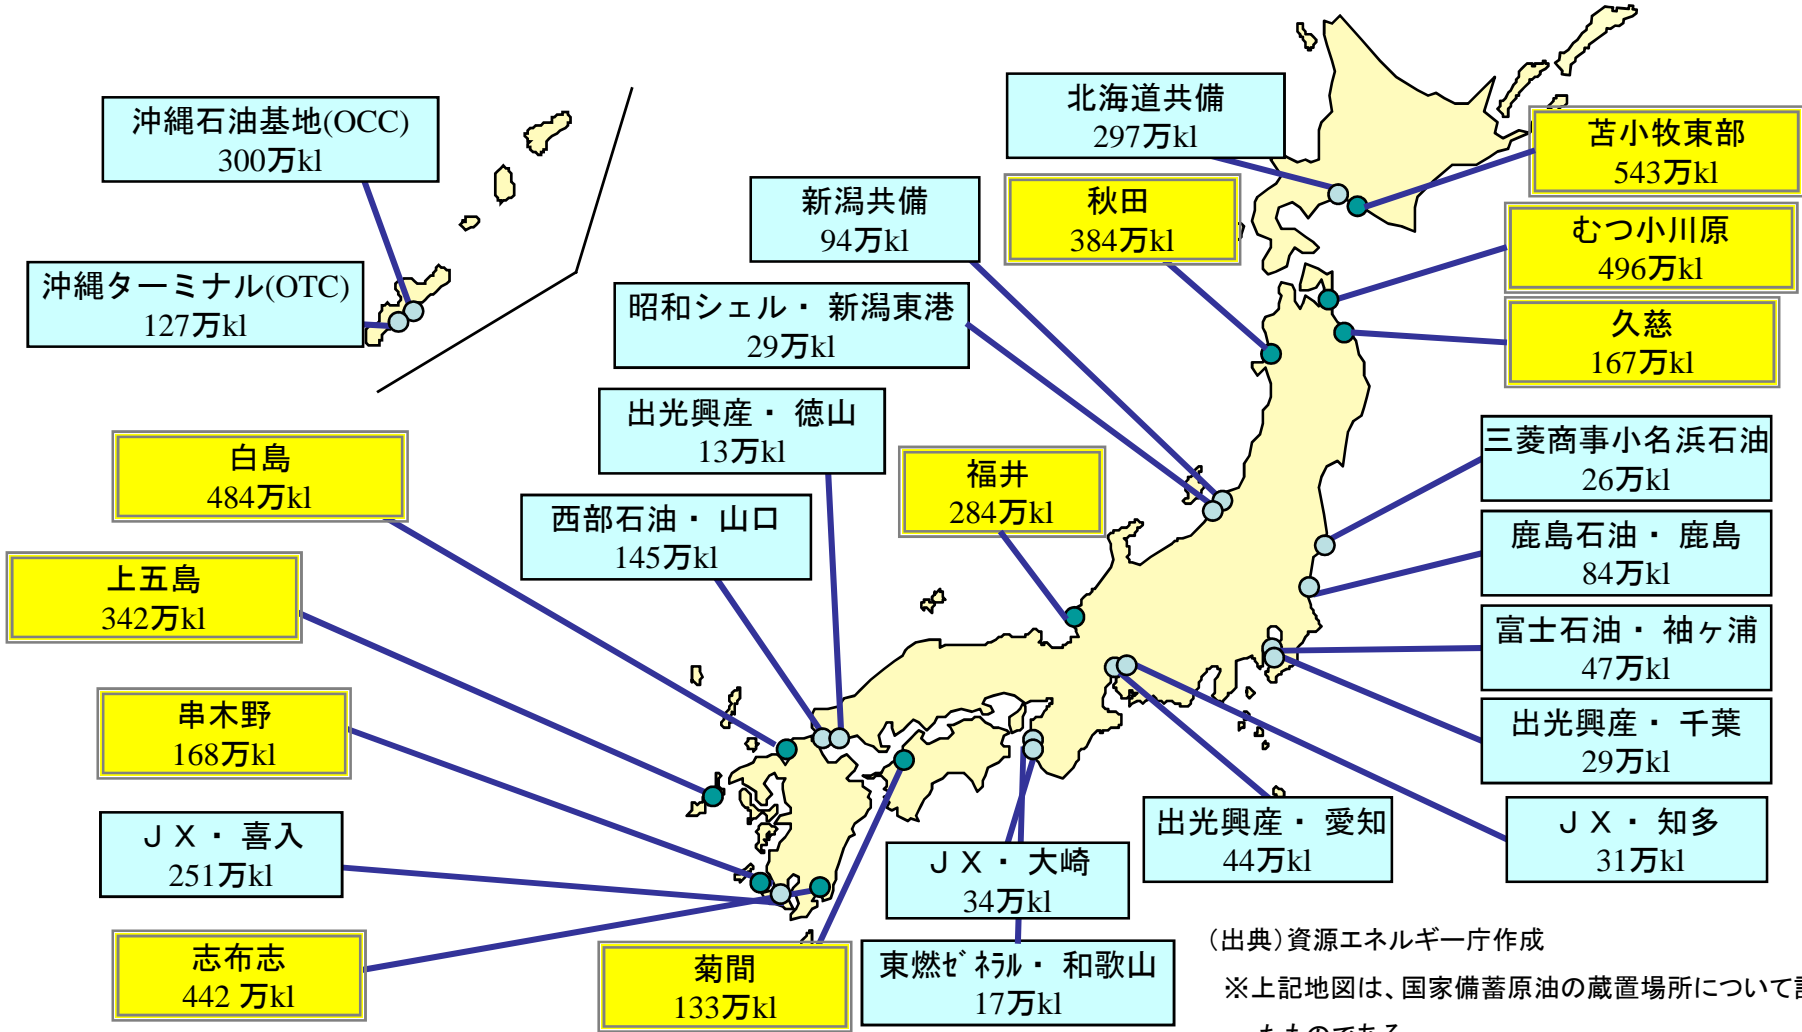 北海道共備
297万kl
沖縄石油基地(OCC)
300万kl
苫小牧東部
543万kl
新潟共備
94万kl
秋田
384万kl
むつ小川原
496万kl
沖縄ターミナル(OTC)
127万kl
昭和シェル・ 新潟東港
29万kl
久慈
167万kl
出光興産・ 徳山
13万kl
三菱商事小名浜石油
26万kl
白島
484万kl
福井
284万kl
西部石油・ 山口
145万kl
鹿島石油・ 鹿島
84万kl
上五島
342万kl
富士石油・ 袖ヶ浦
47万kl
串木野
168万kl
出光興産・ 千葉
29万kl
ＪＸ・ 喜入
251万kl
出光興産・ 愛知
44万kl
ＪＸ・ 知多
31万kl
ＪＸ・ 大崎
34万kl
志布志
442 万kl
菊間
133万kl
東燃ｾﾞﾈﾗﾙ・ 和歌山
17万kl
（出典）資源エネルギー庁作成
※上記地図は、国家備蓄原油の蔵置場所について